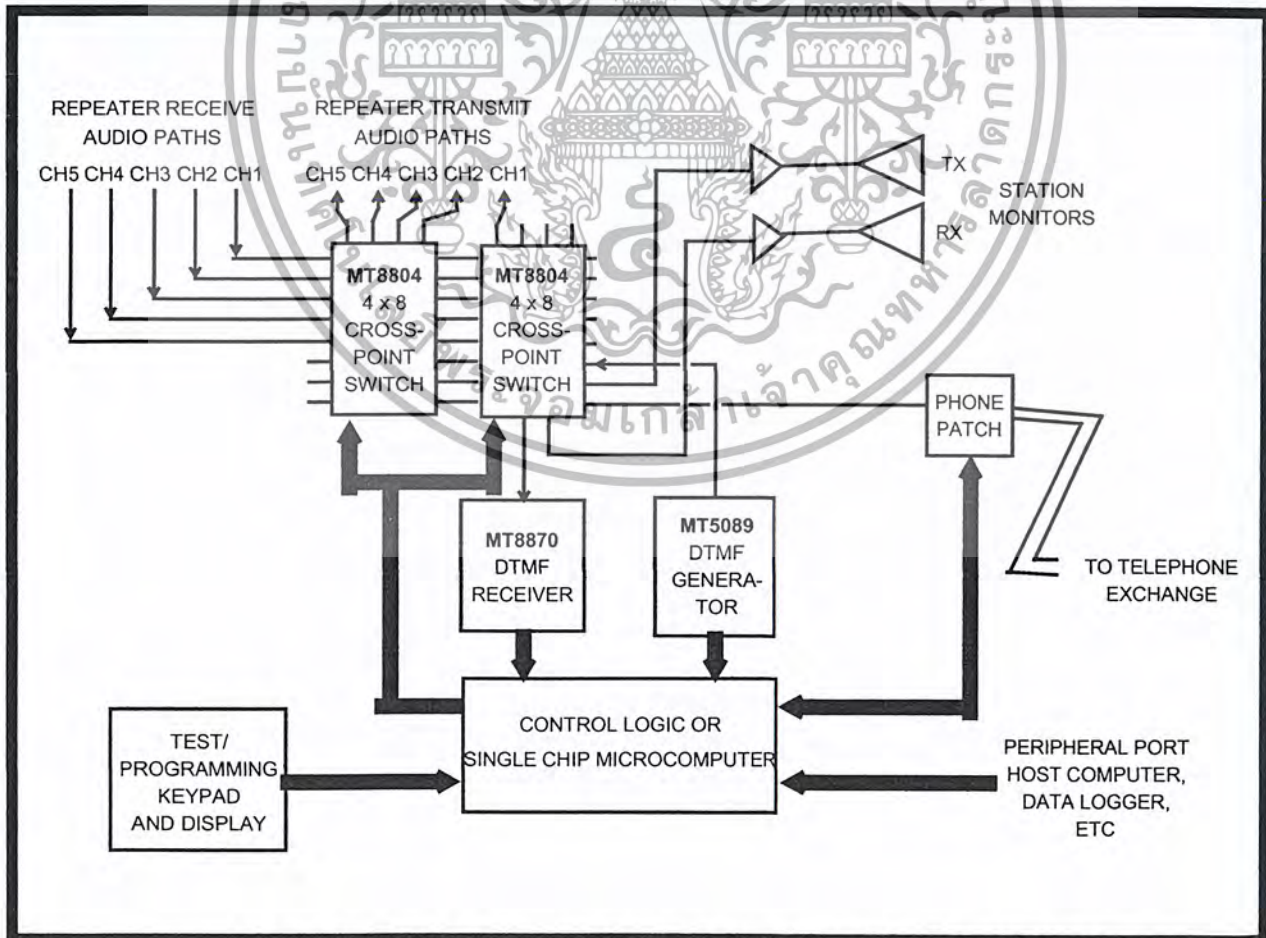 REPEATER RECEIVE
AUDIO PATHS
CH5 CH4 CH3 CH2 CH1
REPEATER TRANSMIT
AUDIO PATHS
CH5 CH4 CH3 CH2 CH1
TX
STATION
MONITORS
RX
MT8804
4 x 8
CROSS-
POINT
SWITCH
MT8804
4 x 8
CROSS-
POINT
SWITCH
PHONE
PATCH
MT8870
DTMF
RECEIVER
MT5089
DTMF
GENERA-
TOR
TO TELEPHONE
EXCHANGE
TEST/
PROGRAMMING
KEYPAD
AND DISPLAY
CONTROL LOGIC OR
SINGLE CHIP MICROCOMPUTER
PERIPHERAL PORT
HOST COMPUTER,
DATA LOGGER,
ETC